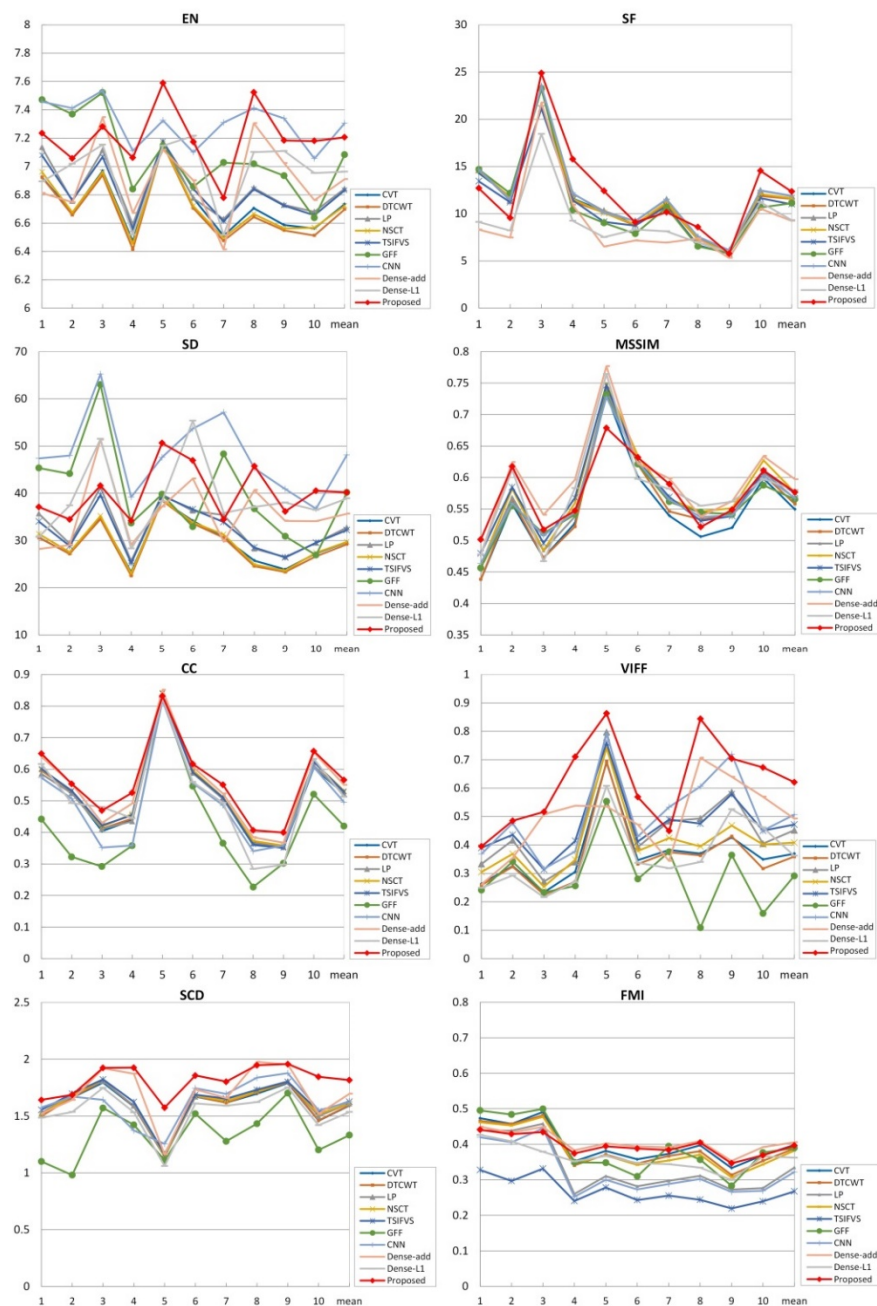 EN
8
7.8
7.6
7.4
7.2
7
6.8
6.6
6.4
6.2
6
1 2 3 4 5 6 7 8 9 10 mean
CVT
DTCWT
LP
NSCT
TSIFVS
GFF
CNN
Dense-add
Dense-L1
Proposed
SF
30
25
20
15
10
5
0
1 2 3 4 5 6 7 8 9 10 mean
CVT
DTCWT
LP
NSCT
TSIFVS
GFF
CNN
Dense-add
Dense-L1
Proposed
SD
70
60
50
40
30
20
10
1 2 3 4 5 6 7 8 9 10 mean
CVT
DTCWT
LP
NSCT
TSIFVS
GFF
CNN
Dense-add
Dense-L1
Proposed
MSSIM
0.8
0.75
0.7
0.65
0.6
0.55
0.5
0.45
0.4
0.35
1 2 3 4 5 6 7 8 9 10 mean
CVT
DTCWT
LP
NSCT
TSIFVS
GFF
CNN
Dense-add
Dense-L1
Proposed
CC
0.9
0.8
0.7
0.6
0.5
0.4
0.3
0.2
0.1
0
1 2 3 4 5 6 7 8 9 10 mean
CVT
DTCWT
LP
NSCT
TSIFVS
GFF
CNN
Dense-add
Dense-L1
Proposed
VIFF
1
0.9
0.8
0.7
0.6
0.5
0.4
0.3
0.2
0.1
0
1 2 3 4 5 6 7 8 9 10 mean
CVT
DTCWT
LP
NSCT
TSIFVS
GFF
CNN
Dense-add
Dense-L1
Proposed
SCD
2.5
2
1.5
1
0.5
0
1 2 3 4 5 6 7 8 9 10 mean
CVT
DTCWT
LP
NSCT
TSIFVS
GFF
CNN
Dense-add
Dense-L1
Proposed
FMI
0.8
0.7
0.6
0.5
0.4
0.3
0.2
0.1
0
1 2 3 4 5 6 7 8 9 10 mean
CVT
DTCWT
LP
NSCT
TSIFVS
GFF
CNN
Dense-add
Dense-L1
Proposed